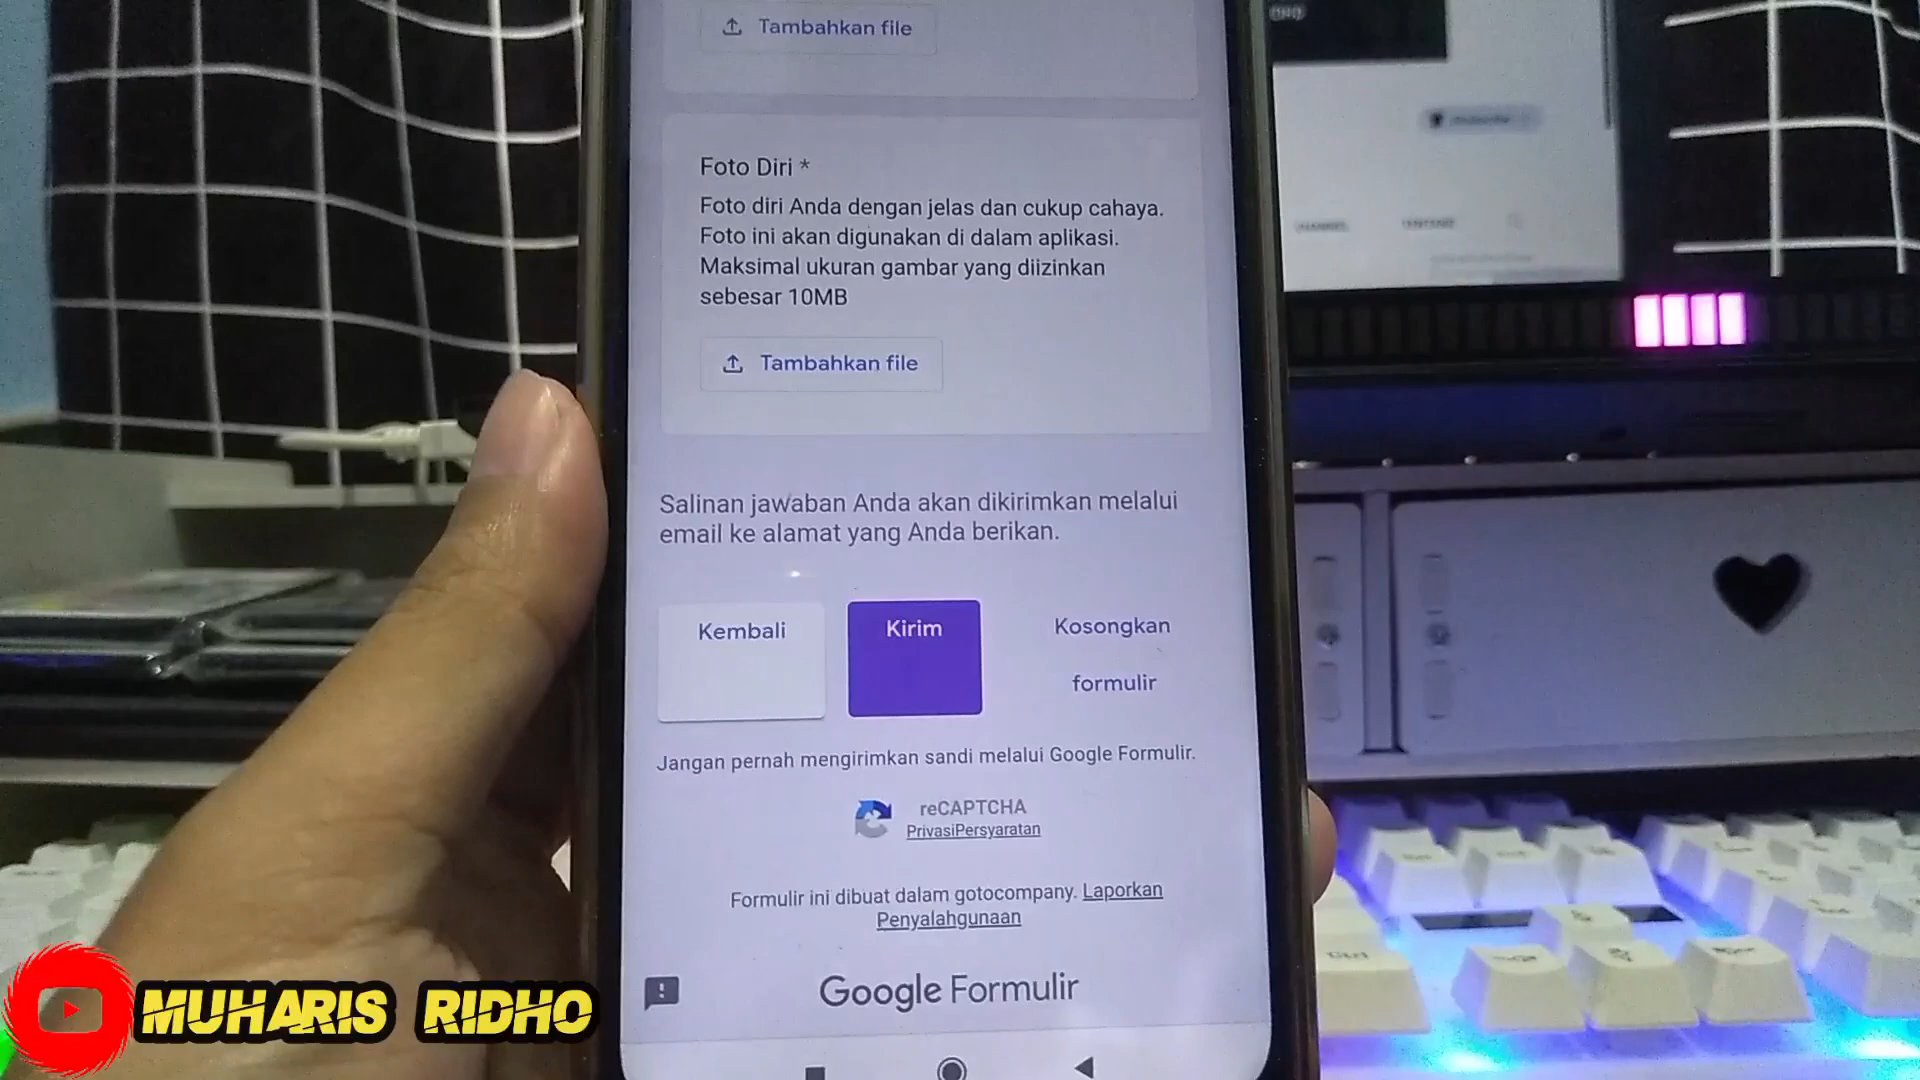 Tambahkan file
Foto Diri *
Foto diri Anda dengan jelas dan cukup cahaya.
Foto ini akan digunakan di dalam aplikasi.
Maksimal ukuran gambar yang diizinkan
sebesar 10MB
Tambahkan file
Salinan jawaban Anda akan dikirimkan melalui
email ke alamat yang Anda berikan.
Kembali
Kirim
Kosongkan
formulir
Jangan pernah mengirimkan sandi melalui Google Formulir.
reCAPTCHA
PrivasiPersyaratan
Formulir ini dibuat dalam gotocompany. Laporkan
Penyalahgunaan
Google Formulir
CHANNEL
TENTANG
MUHARIS RIDHO